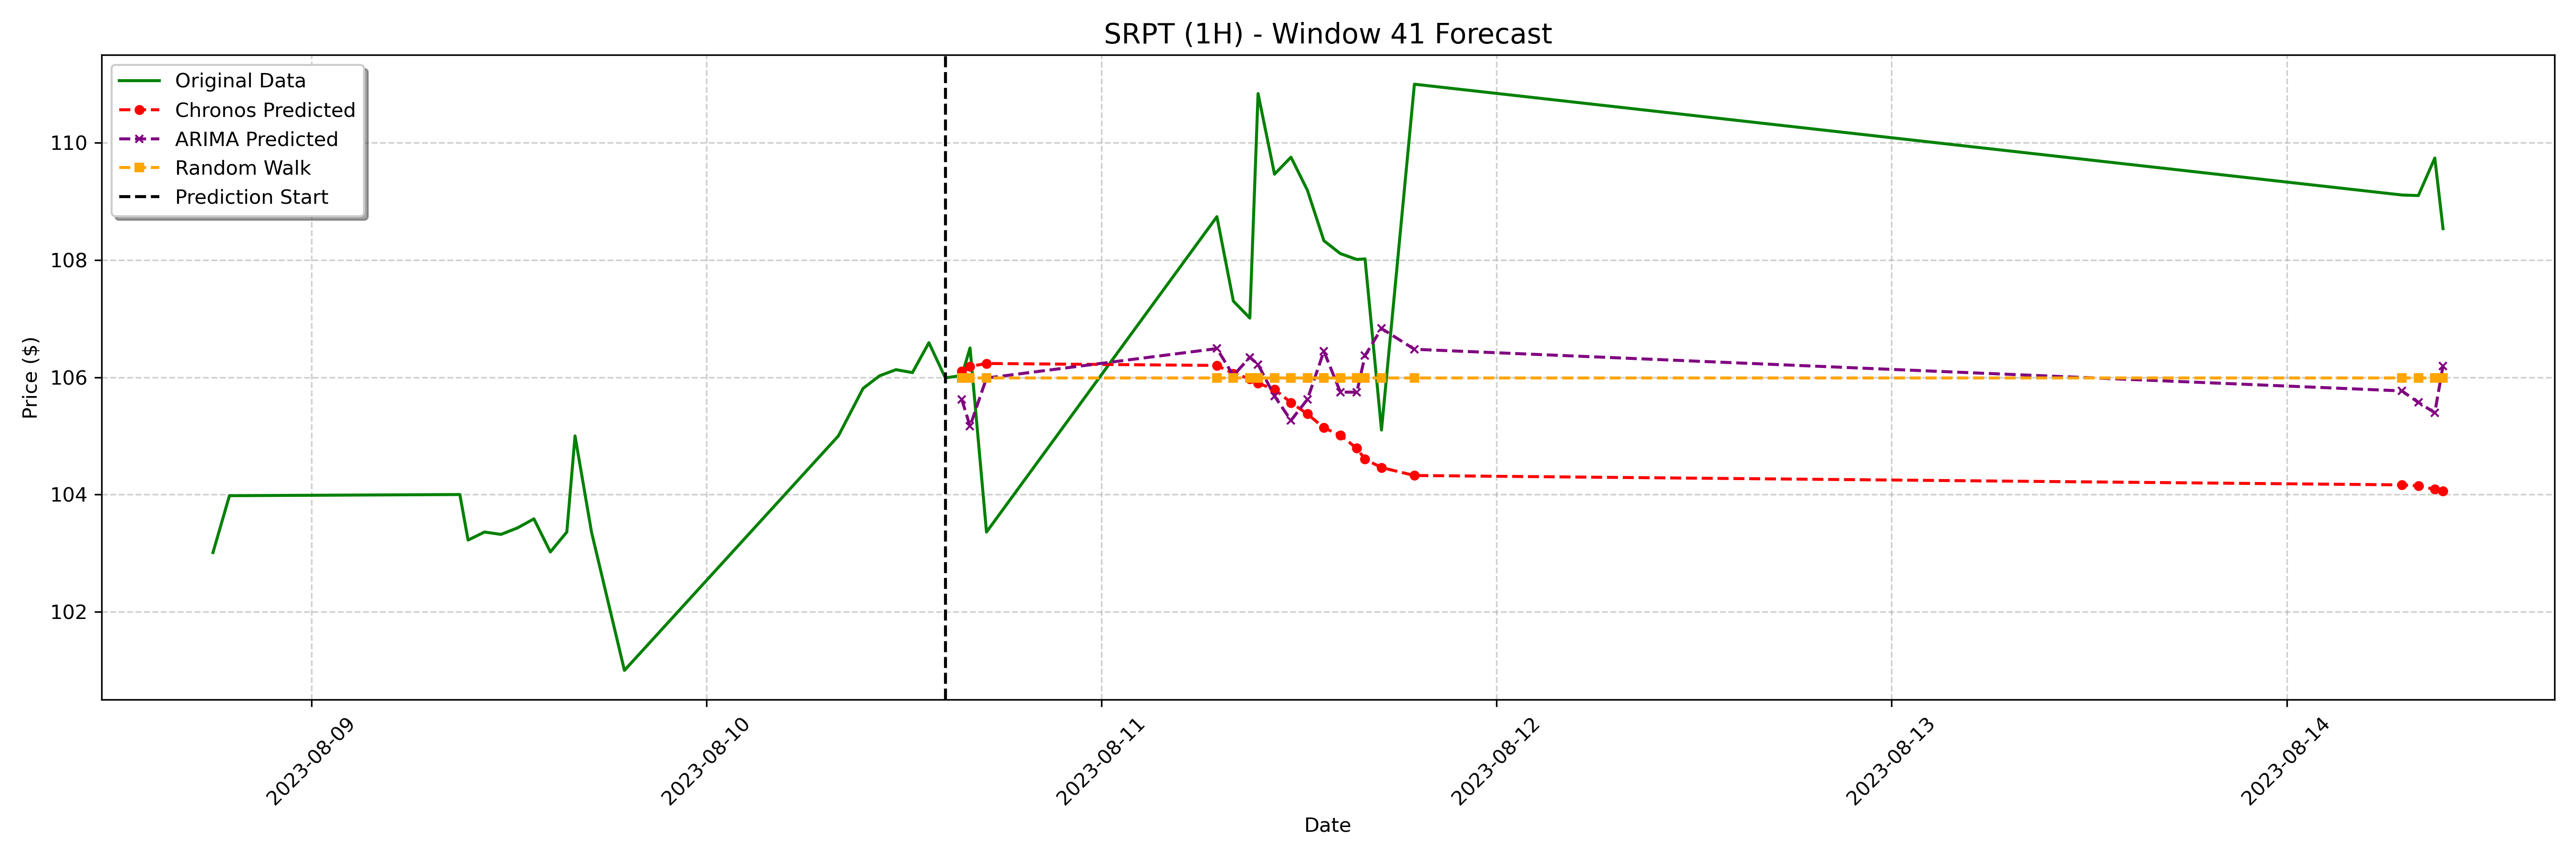 SRPT (1H) - Window 41 Forecast
Original Data
Chronos Predicted
ARIMA Predicted
Random Walk
Prediction Start
Price ($)
110
108
106
104
102
2023-08-09
2023-08-10
2023-08-11
2023-08-12
2023-08-13
2023-08-14
Date